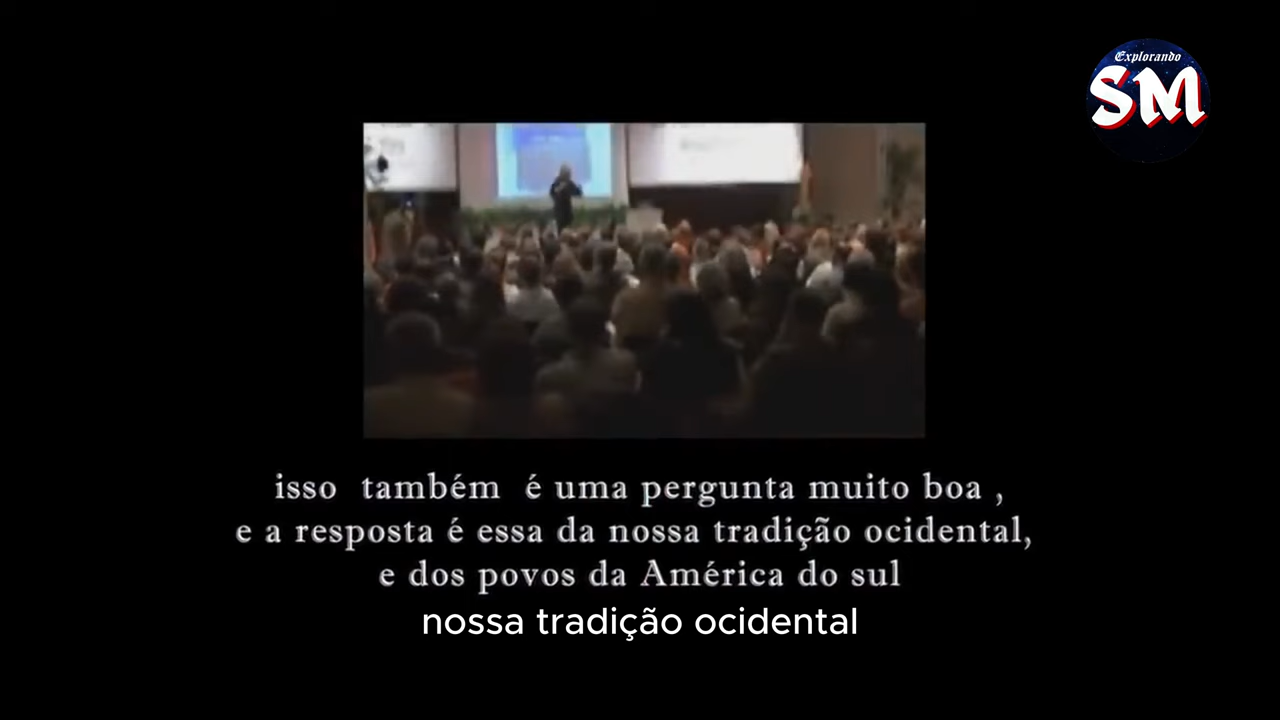 Explorando
SM
isso também é uma pergunta muito boa ,
e a resposta é essa da nossa tradição ocidental,
e dos povos da América do sul
nossa tradição ocidental